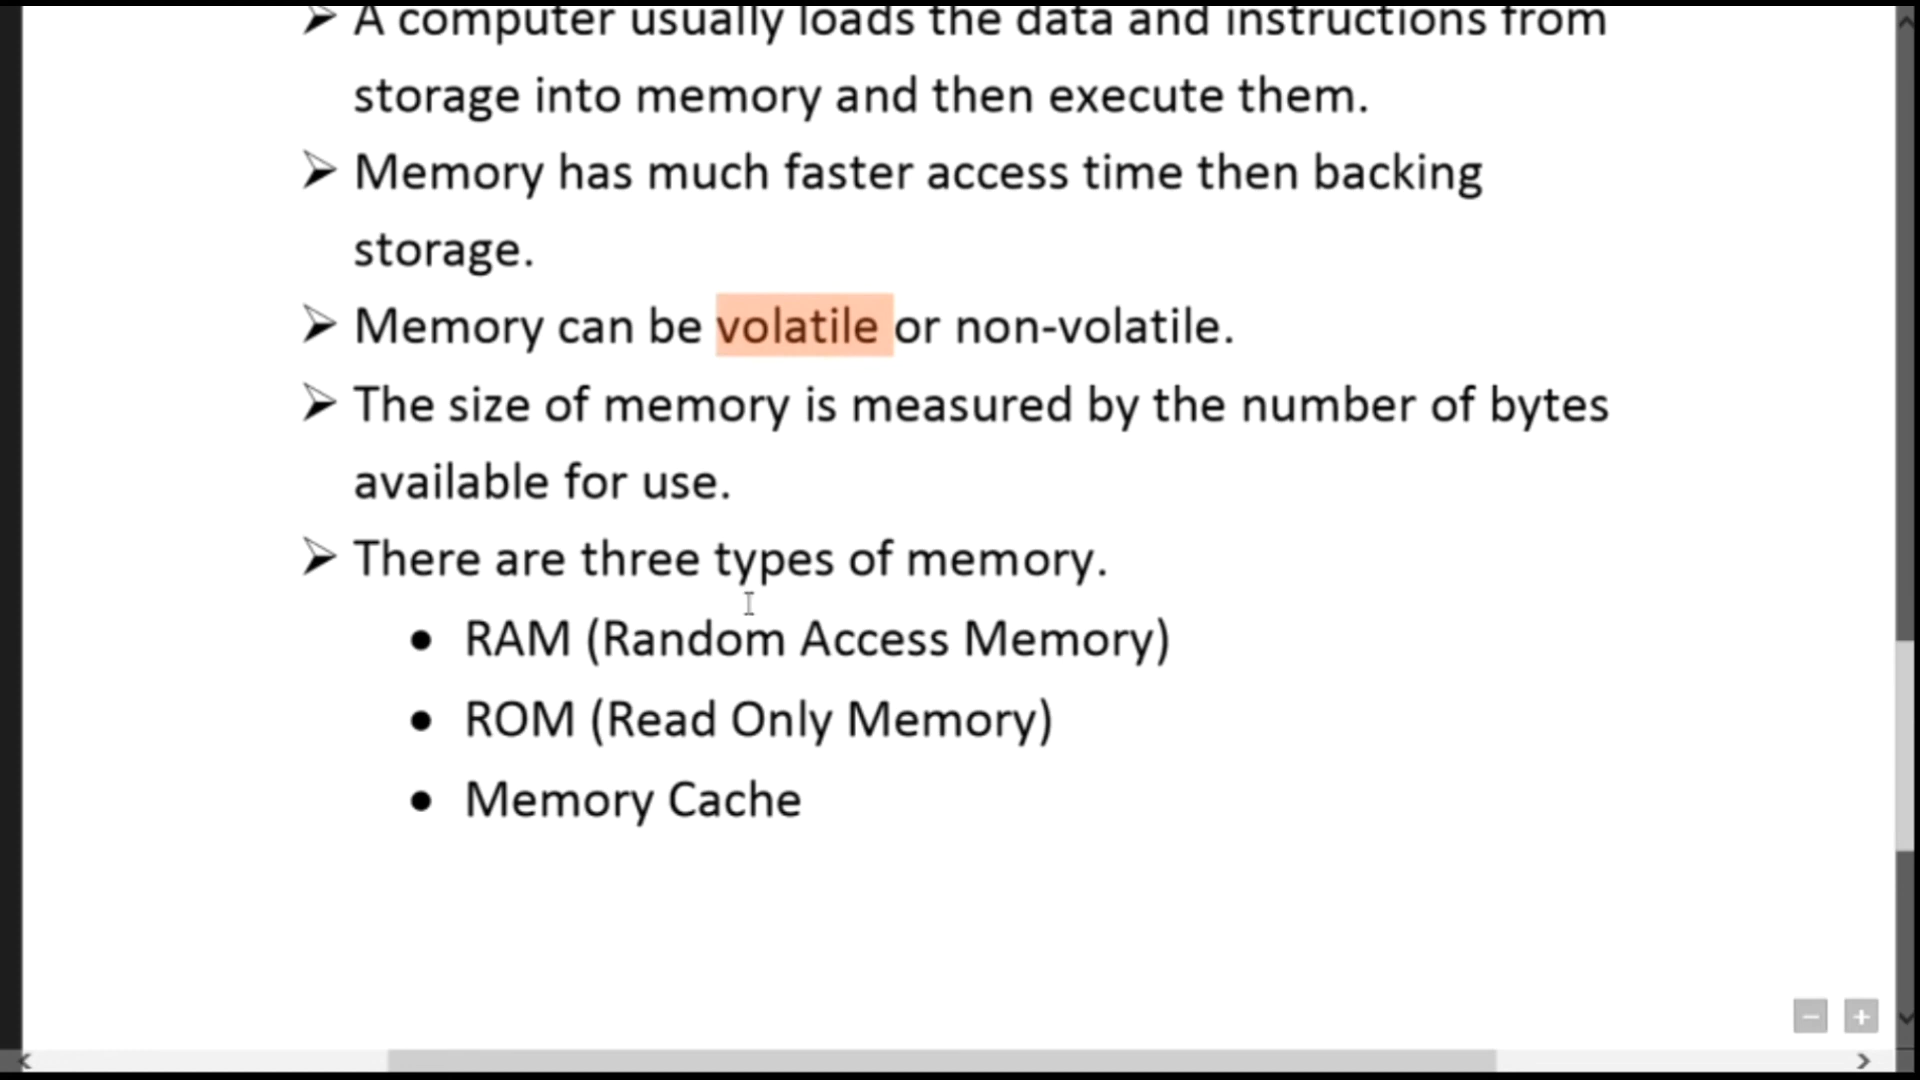 ➢ A computer usually loads the data and instructions from
storage into memory and then execute them.
➢ Memory has much faster access time then backing
storage.
➢ Memory can be volatile or non-volatile.
➢ The size of memory is measured by the number of bytes
available for use.
➢ There are three types of memory.
• RAM (Random Access Memory)
• ROM (Read Only Memory)
• Memory Cache